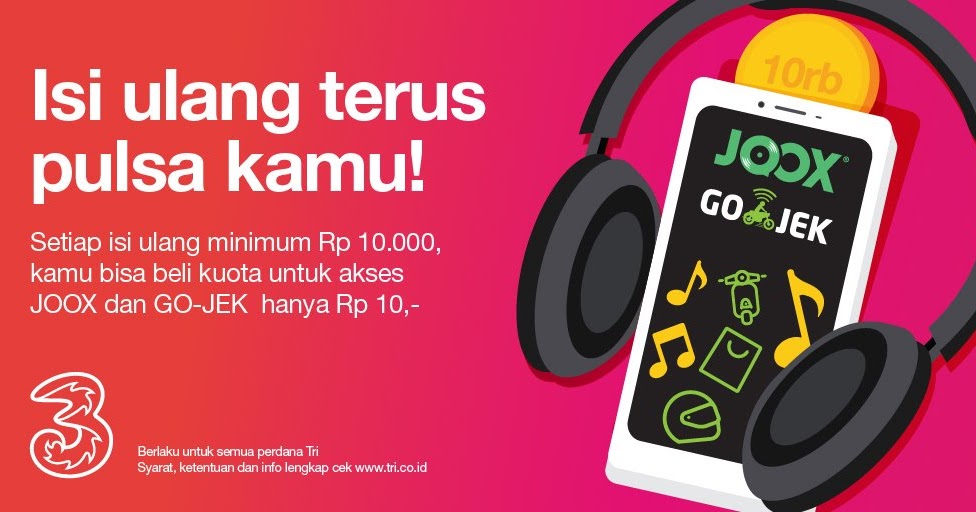 Isi ulang terus
pulsa kamu!
Setiap isi ulang minimum Rp 10.000,
kamu bisa beli kuota untuk akses
JOOX dan GO-JEK hanya Rp 10,-
3
Berlaku untuk semua perdana Tri
Syarat, ketentuan dan info lengkap cek www.tri.co.id
10rb
JOOX®
GO-JEK